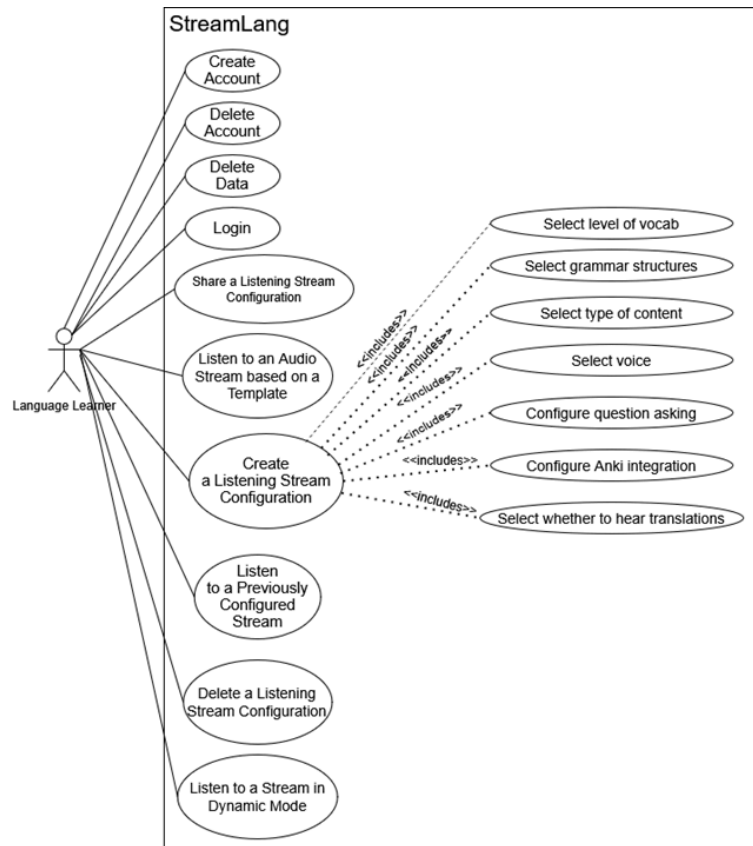 StreamLang
Create
Account
Delete
Account
Delete
Data
Login
Share a Listening Stream
Configuration
Listen to an Audio
Stream based on a
Template
Create
a Listening Stream
Configuration
Listen
to a Previously
Configured
Stream
Delete a Listening
Stream Configuration
Listen to a Stream in
Dynamic Mode
Language Learner
<<includes>>
<<includes>>
<<includes>>
<<includes>>
<<includes>>
<<includes>>
<<includes>>
Select level of vocab
Select grammar structures
Select type of content
Select voice
Configure question asking
Configure Anki integration
Select whether to hear translations